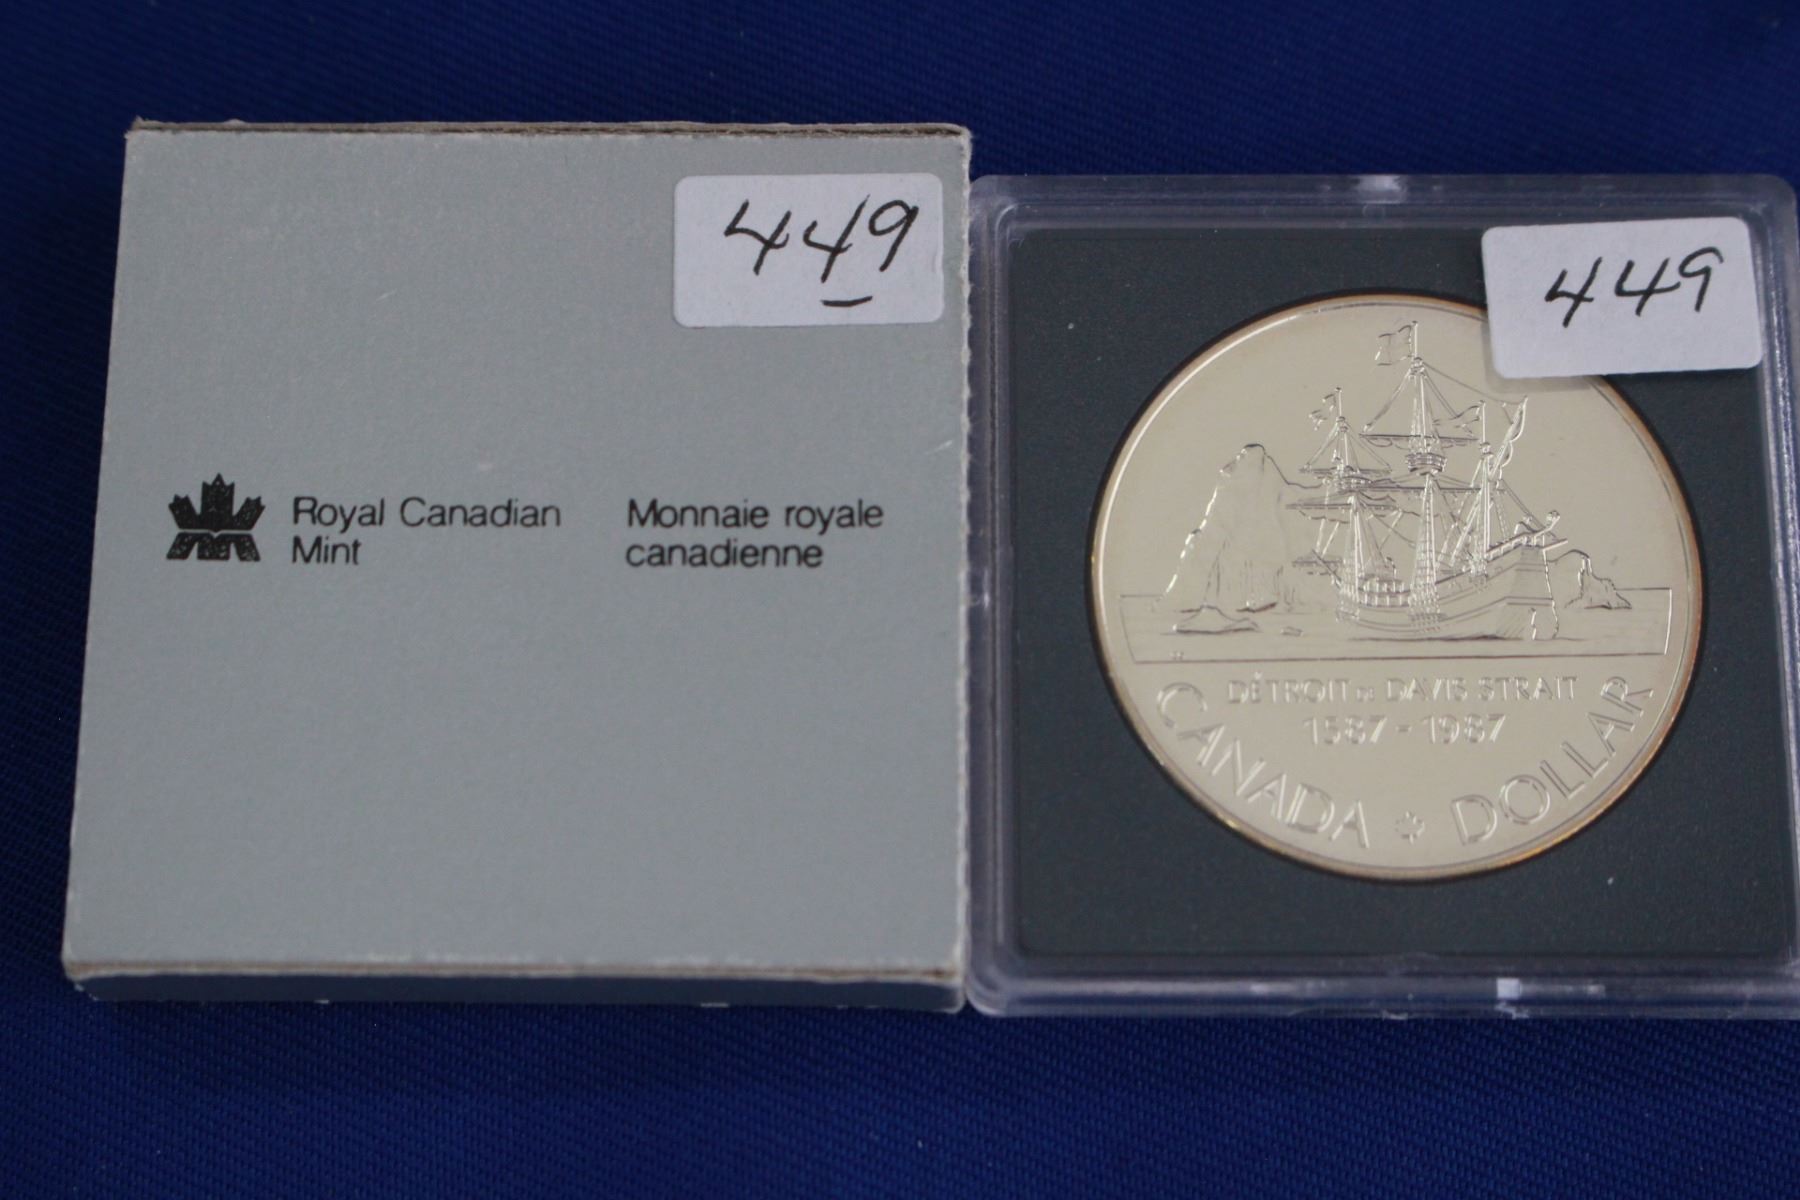 449
Royal Canadian
Mint
Monnaie royale
canadienne
449
DÉTROIT DE DAVIS STRAIT
1587-1987
CANADA DOLLAR